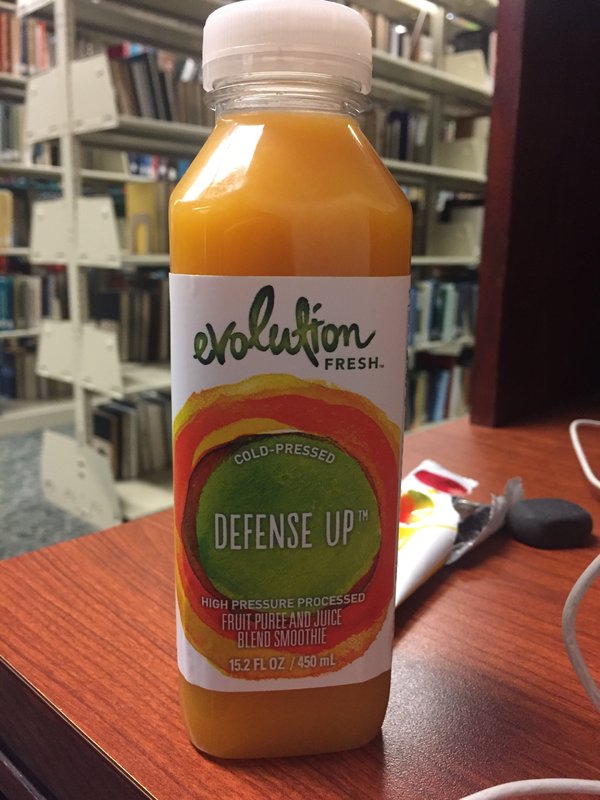 evolution
FRESH™
COLD-PRESSED
DEFENSE UP™
HIGH PRESSURE PROCESSED
FRUIT PUREE AND JUICE
BLEND SMOOTHIE
15.2 FL OZ / 450 mL